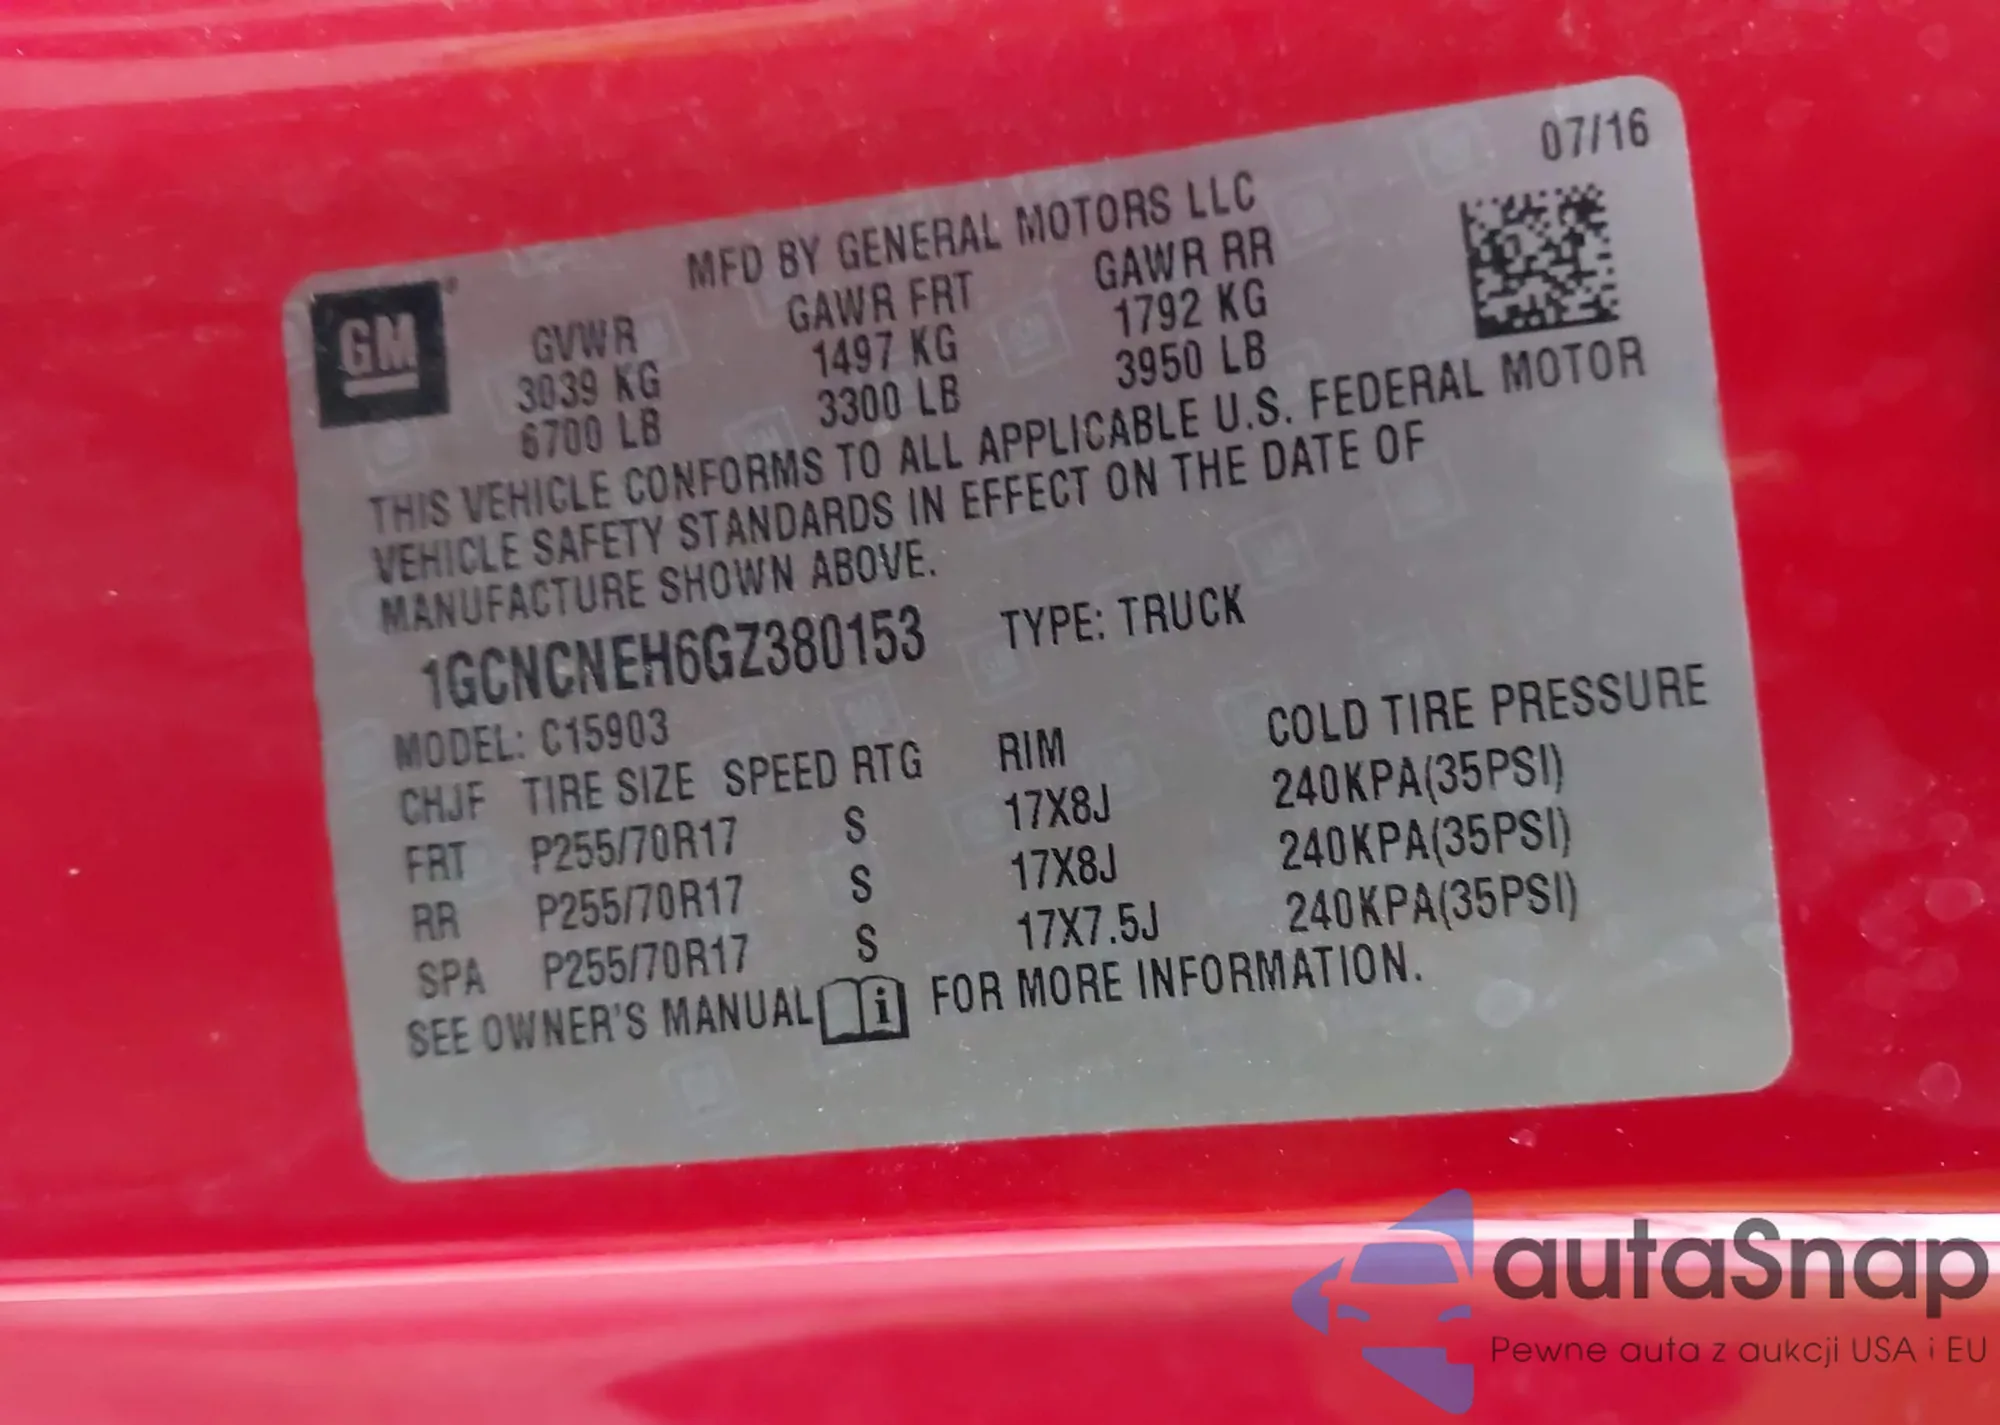 07/16
MFD BY GENERAL MOTORS LLC
GM
GVWR GAWR FRT GAWR RR
3039 KG 1497 KG 1792 KG
6700 LB 3300 LB 3950 LB
THIS VEHICLE CONFORMS TO ALL APPLICABLE U.S. FEDERAL MOTOR
VEHICLE SAFETY STANDARDS IN EFFECT ON THE DATE OF
MANUFACTURE SHOWN ABOVE.
1GCNCNEH6GZ380153 TYPE: TRUCK
MODEL: C15903
CHJF TIRE SIZE SPEED RTG RIM COLD TIRE PRESSURE
FRT P255/70R17 S 17X8J 240KPA(35PSI)
RR P255/70R17 S 17X8J 240KPA(35PSI)
SPA P255/70R17 S 17X7.5J 240KPA(35PSI)
SEE OWNER'S MANUAL i FOR MORE INFORMATION.
autaSnap
Pewne auta z aukcji USA i EU